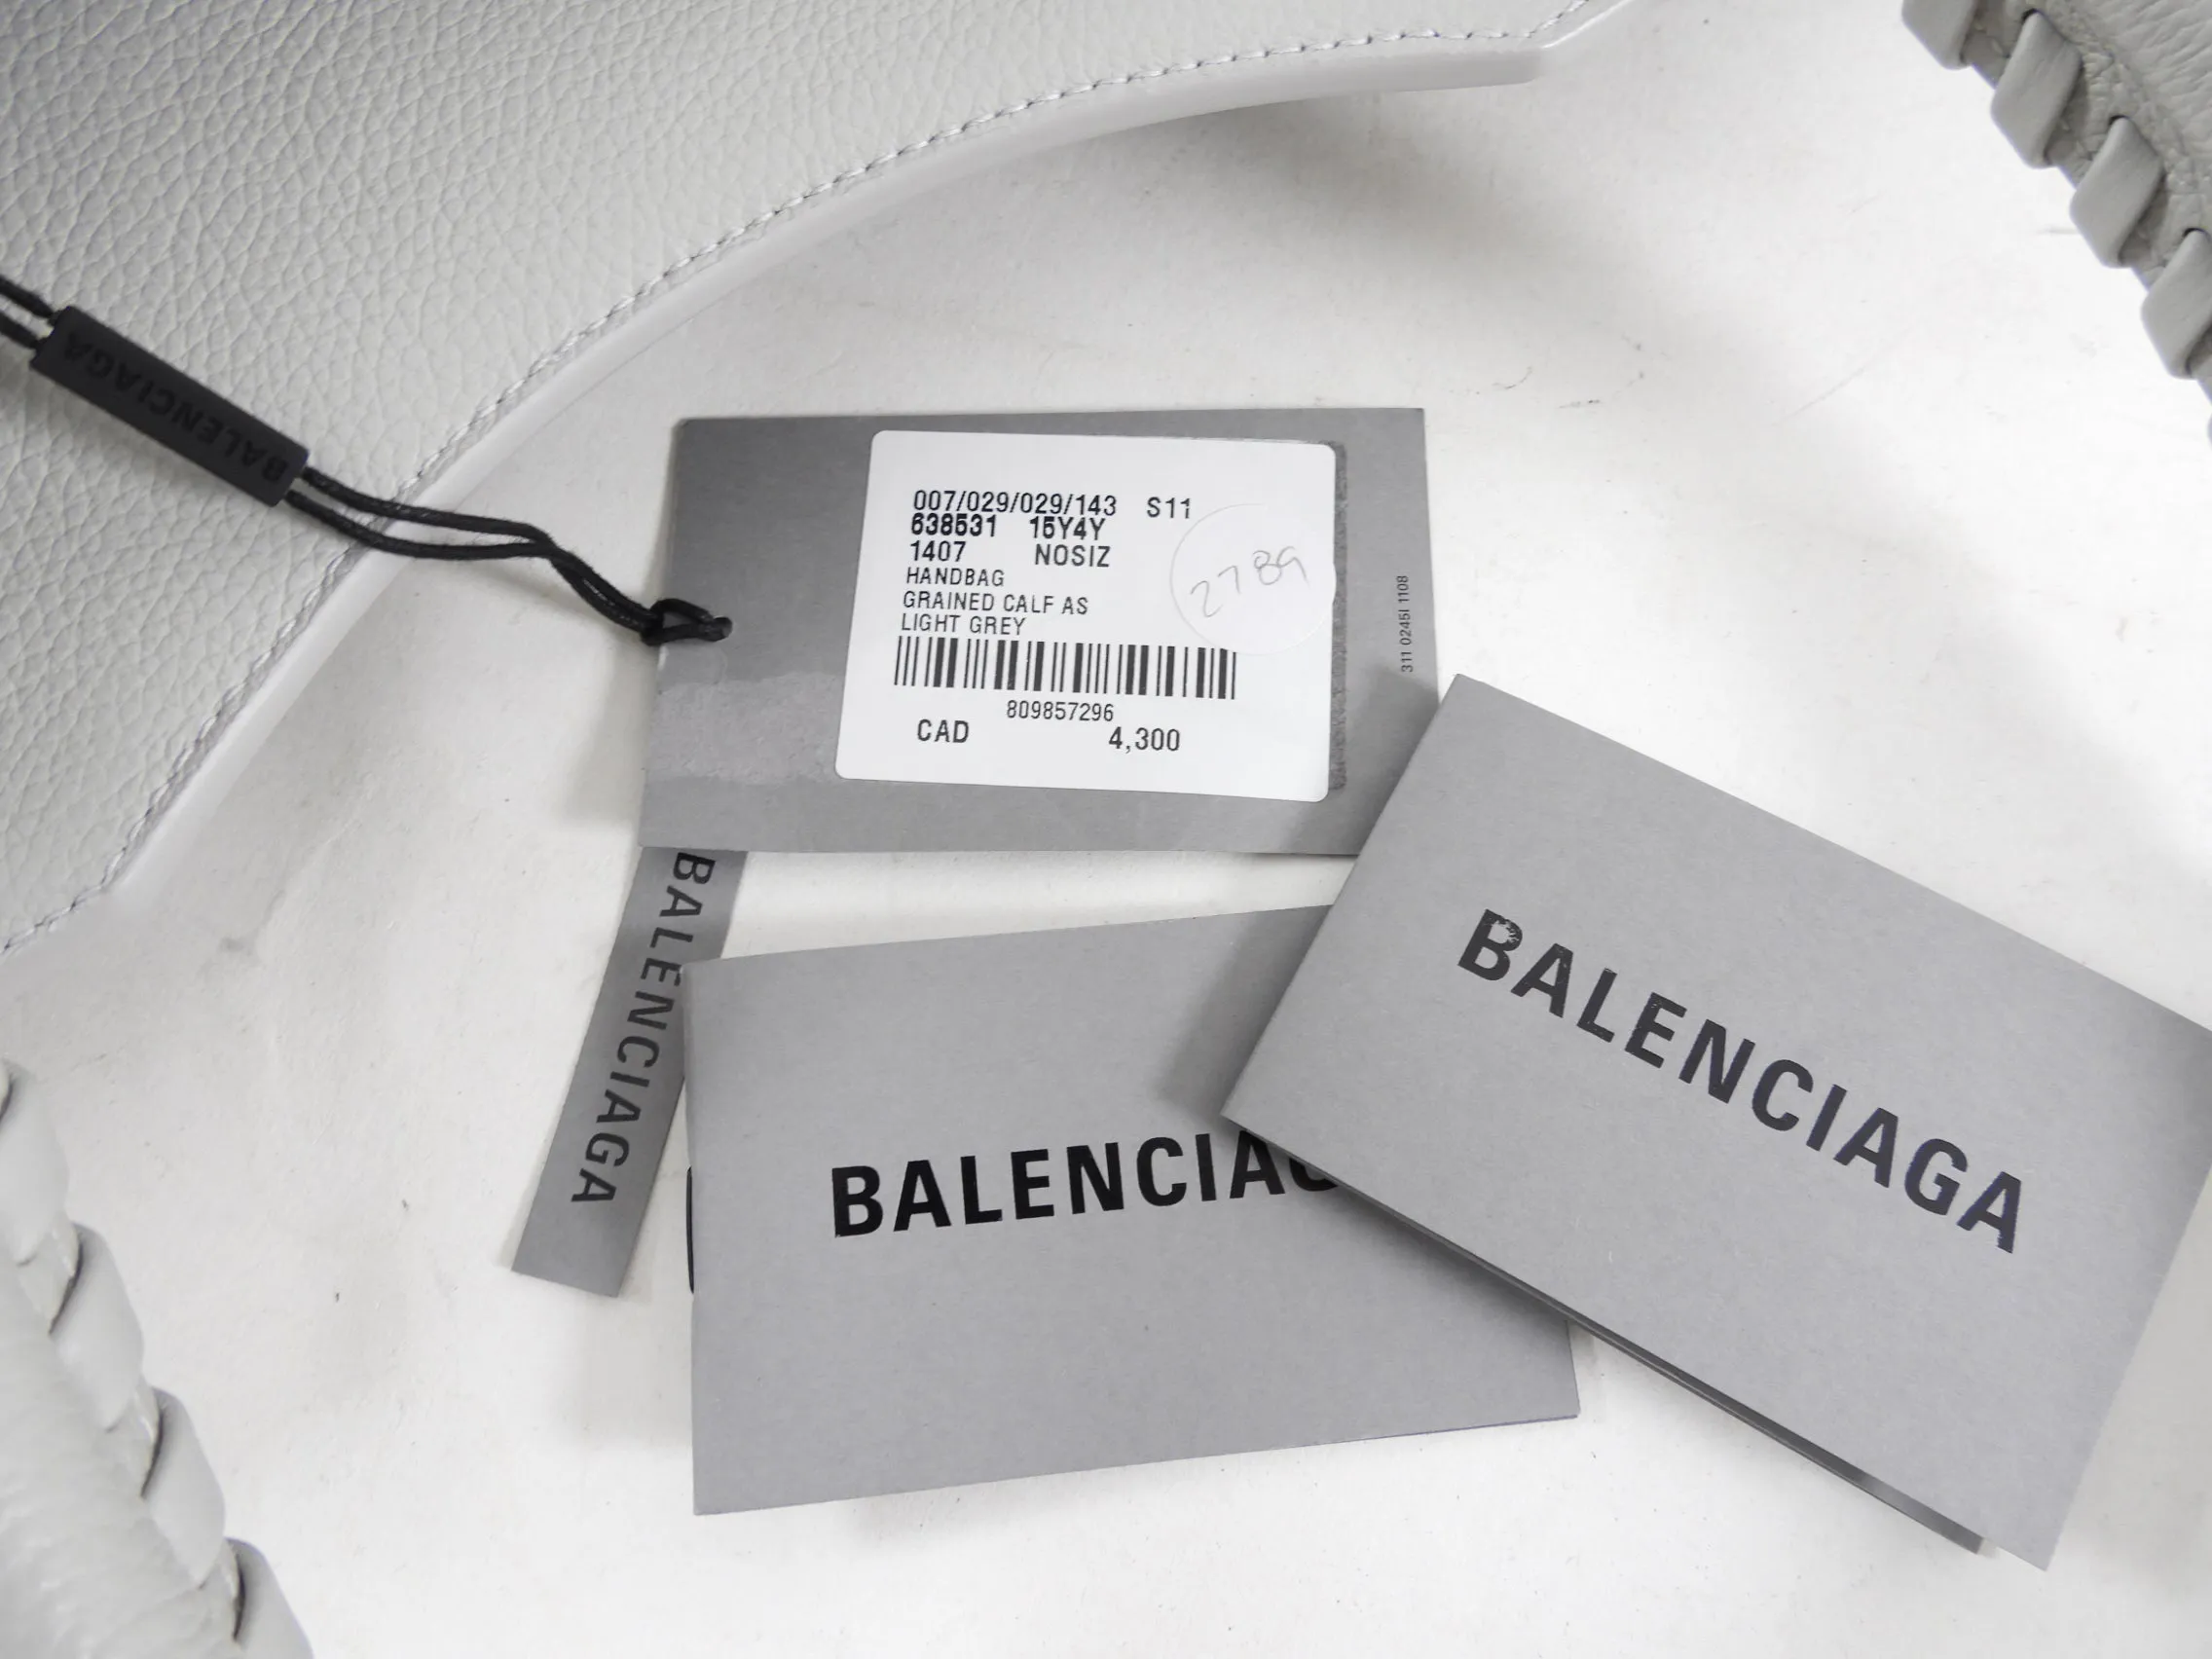 BALENCIAGA
007/029/029/143 S11
638531 15Y4Y
1407 NOSIZ
HANDBAG
GRAINED CALF AS
LIGHT GREY
809857296
CAD 4,300
2789
311 0245I 1108
BALENCIAGA
BALENCIAG
BALENCIAGA